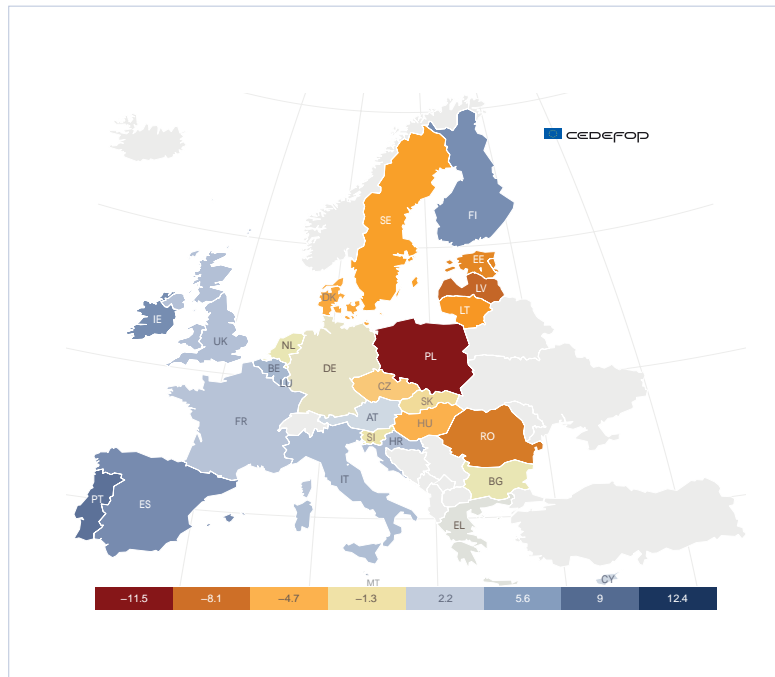 CEDEFOP
FI
SE
EE
LV
DK
LT
IE
UK
NL
PL
BE
DE
LU
CZ
SK
AT
FR
HU
SI
RO
HR
IT
BG
PT
ES
EL
MT
CY
–11.5 –8.1 –4.7 –1.3 2.2 5.6 9 12.4